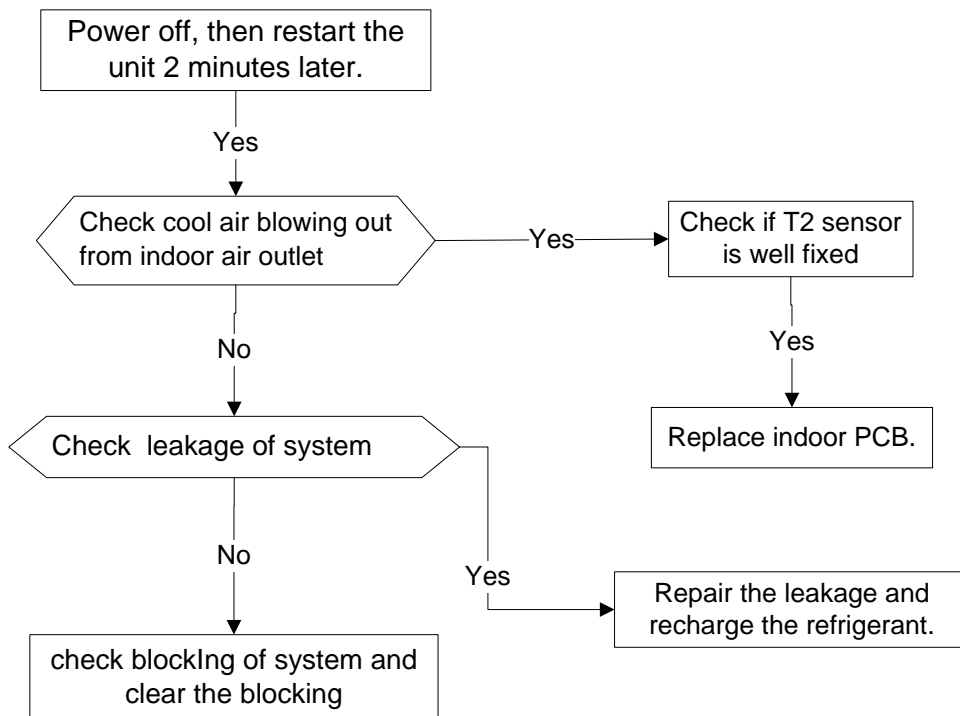 Power off, then restart the
unit 2 minutes later.
Yes
Check cool air blowing out
from indoor air outlet
Yes
Check if T2 sensor
is well fixed
Yes
Replace indoor PCB.
No
Check leakage of system
No
Yes
Repair the leakage and
recharge the refrigerant.
check blockIng of system and
clear the blocking